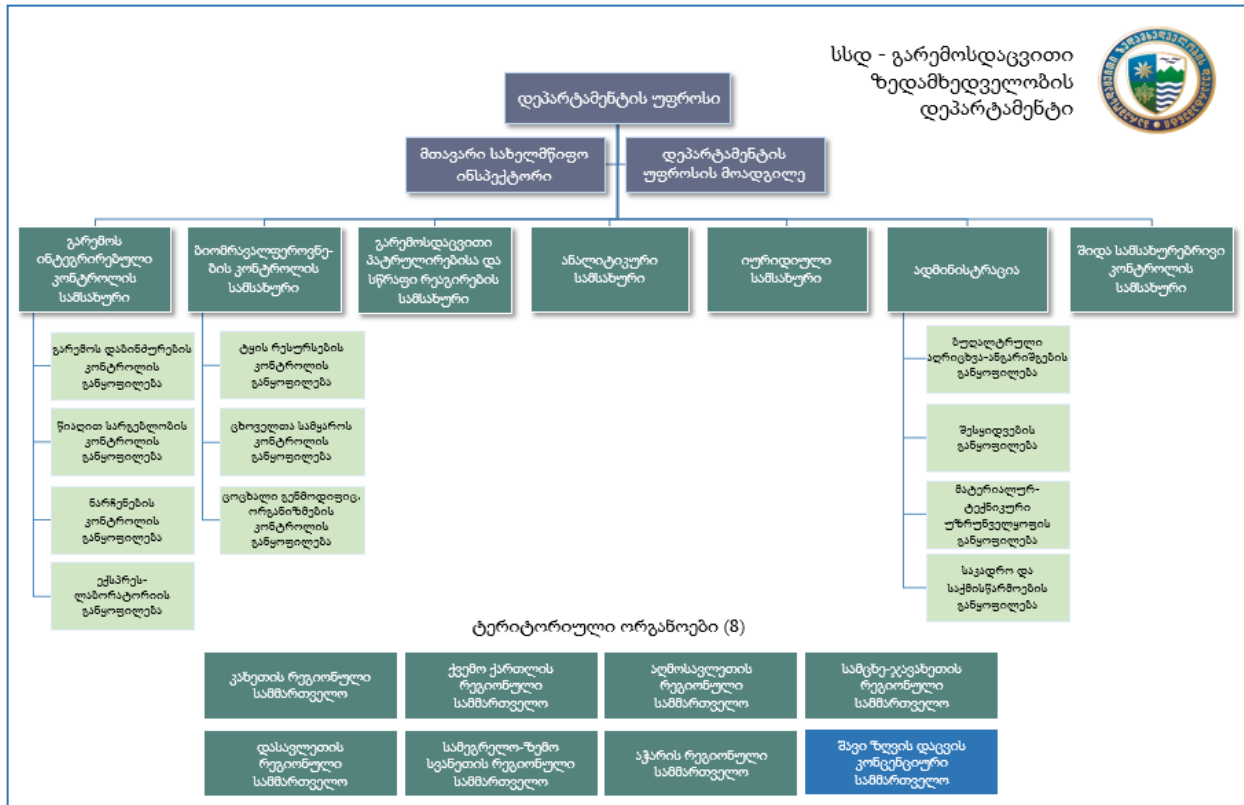 სსდ - გარემოსდაცვითი
ზედამხედველობის
დეპარტამენტი
დეპარტამენტის უფროსი
მთავარი სახელმწიფო
ინსპექტორი
დეპარტამენტის
უფროსის მოადგილე
გარემოს
ინტეგრირებული
კონტროლის
სამსახური
ბიომრავალფეროვნე-
ბის კონტროლის
სამსახური
გარემოსდაცვითი
პატრულირებისა და
სწრაფი რეაგირების
სამსახური
ანალიტიკური
სამსახური
იურიდიული
სამსახური
ადმინისტრაცია
შიდა სამსახურებრივი
კონტროლის
სამსახური
გარემოს დაბინძურების
კონტროლის
განყოფილება
წიაღით სარგებლობის
კონტროლის
განყოფილება
ნარჩენების
კონტროლის
განყოფილება
ექსპრეს-
ლაბორატორიის
განყოფილება
ტყის რესურსების
კონტროლის
განყოფილება
ცხოველთა სამყაროს
კონტროლის
განყოფილება
ცოცხალი გენმოდიფიც.
ორგანიზმების
კონტროლის
განყოფილება
ბუღალტრული
აღრიცხვა-ანგარიშგების
განყოფილება
შესყიდვების
განყოფილება
მატერიალურ-
ტექნიკური
უზრუნველყოფის
განყოფილება
საკადრო და
საქმისწარმოების
განყოფილება
ტერიტორიული ორგანოები (8)
კახეთის რეგიონული
სამმართველო
ქვემო ქართლის
რეგიონული
სამმართველო
აღმოსავლეთის
რეგიონული
სამმართველო
სამცხე-ჯავახეთის
რეგიონული
სამმართველო
დასავლეთის
რეგიონული
სამმართველო
სამეგრელო-ზემო
სვანეთის რეგიონული
სამმართველო
აჭარის რეგიონული
სამმართველო
შავი ზღვის დაცვის
კონცენციური
სამმართველო